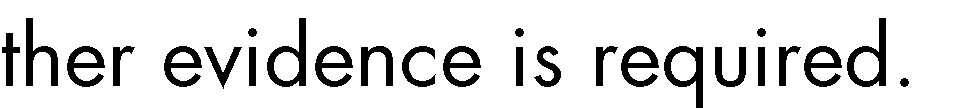 ther evidence is required.